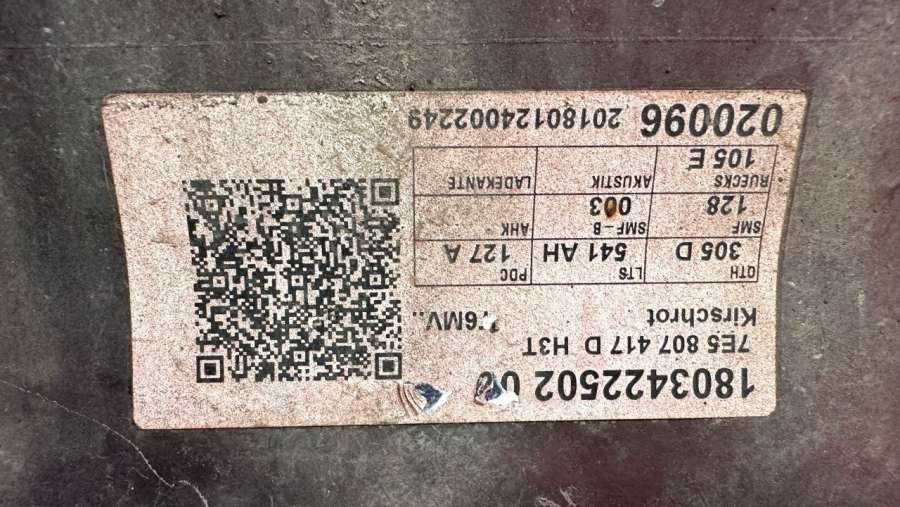 1803422502
7E5 807 417 D H3T
Kirschrot
QTH LTS PDC
305 D 541 AH 127 A
SMF SMF-B AHK
128 003
RUECKS AKUSTIK LADEKANTE
105 E
020096 20180124002249